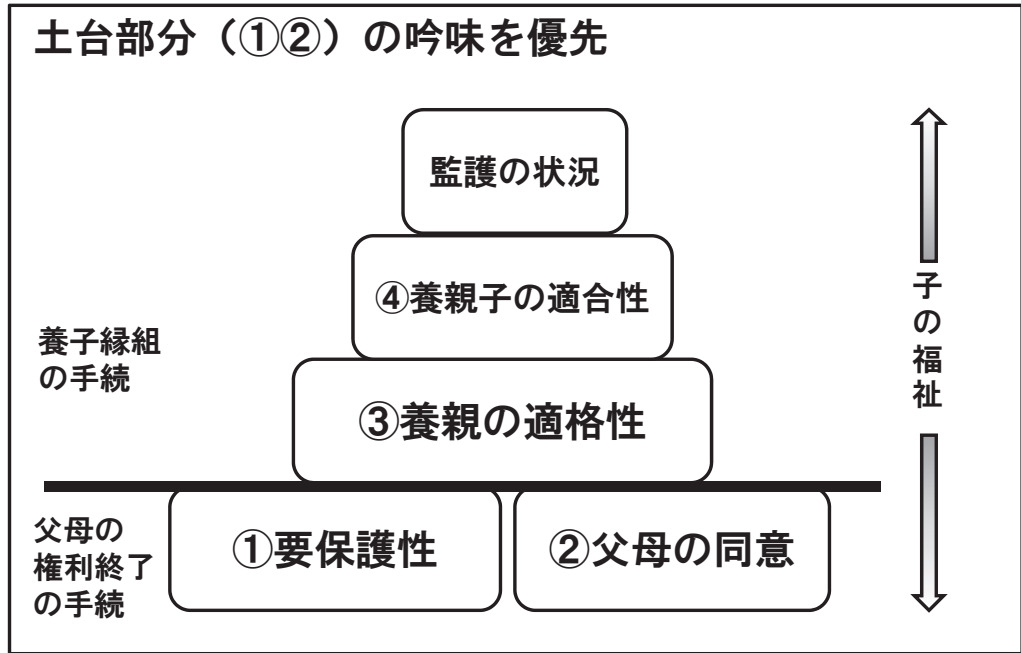 土台部分（①②）の吟味を優先
監護の状況
④養親子の適合性
養子縁組
の手続
③養親の適格性
子の福祉
父母の
権利終了
の手続
①要保護性
②父母の同意